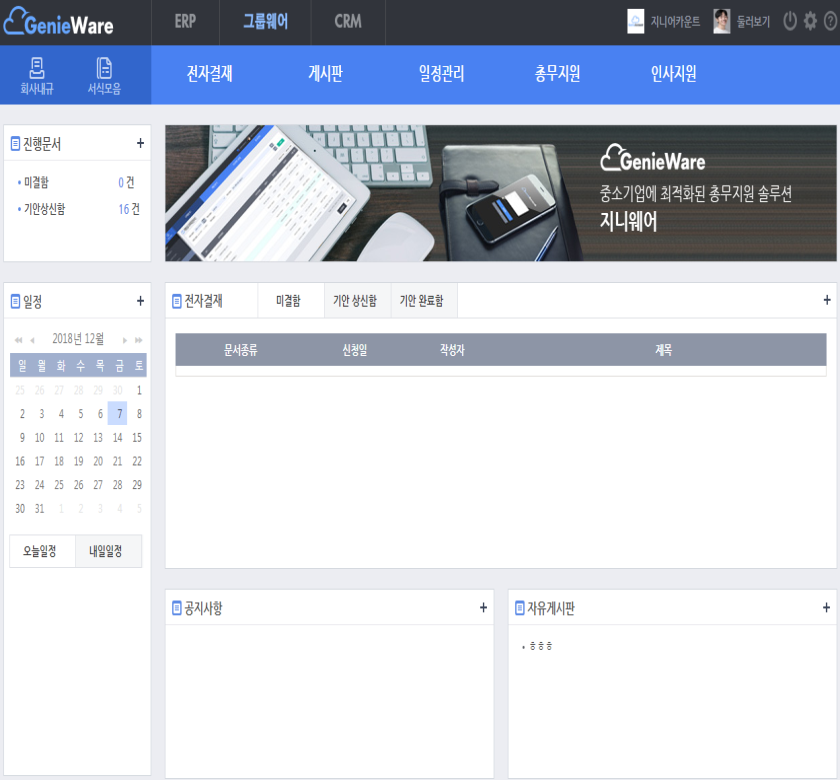 GenieWare ERP 그룹웨어 CRM 지니어카운트 둘러보기
회사내규 서식모음 전자결재 게시판 일정관리 총무지원 인사지원
진행문서 +
• 미결함 0 건
• 기안상신함 16 건
GenieWare
중소기업에 최적화된 총무지원 솔루션
지니웨어
일정 +
2018년 12월
일 월 화 수 목 금 토
25 26 27 28 29 30 1
2 3 4 5 6 7 8
9 10 11 12 13 14 15
16 17 18 19 20 21 22
23 24 25 26 27 28 29
30 31 1 2 3 4 5
오늘일정 내일일정
전자결재 미결함 기안 상신함 기안 완료함 +
문서종류 신청일 작성자 제목
공지사항 +
자유게시판 +
• ㅎㅎㅎ